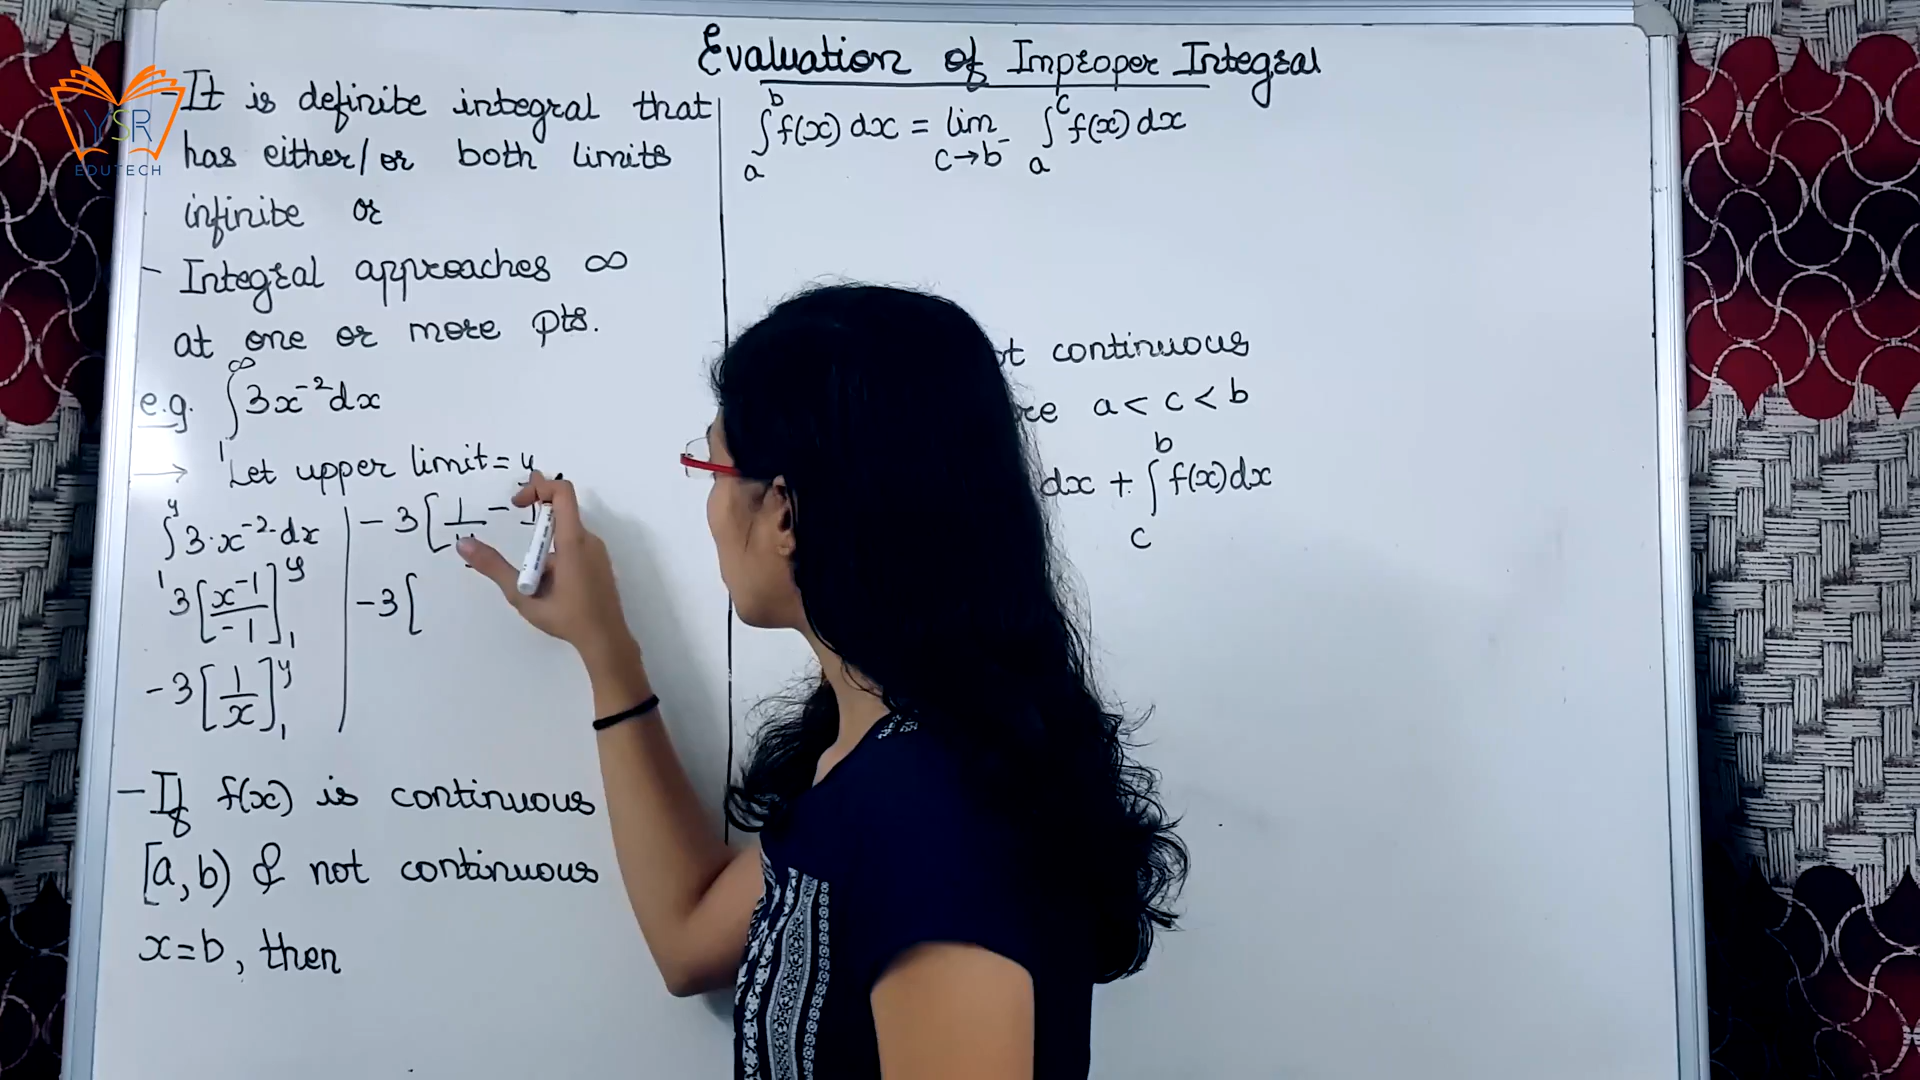 Evaluation of Improper Integral
- It is definite integral that
has either/or both limits
infinite or
- Integral approaches ∞
at one or more pts.
e.g. ∫₁^∞ 3x⁻² dx
→ Let upper limit = y
∫₁^y 3·x⁻²·dx
3[x⁻¹/-1]₁^y
-3[1/x]₁^y
-3[1/y - 1
-3[
- If f(x) is continuous
[a, b) & not continuous
x = b, then
∫ₐ^b f(x) dx = lim c→b⁻ ∫ₐ^c f(x) dx
continuous
a < c < b
dx + ∫_c^b f(x) dx
YSR
EDUTECH